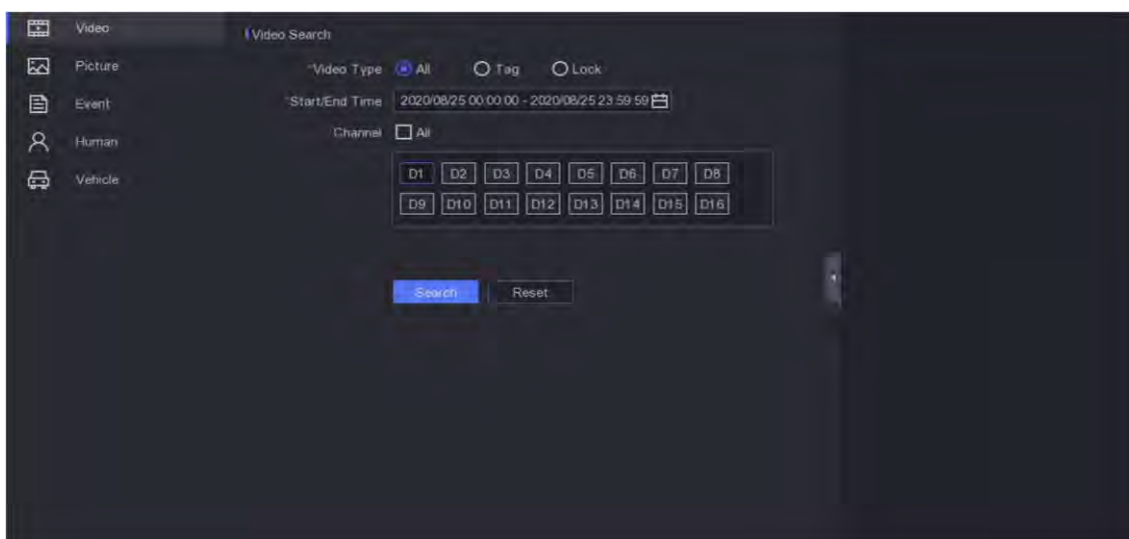 Video
Picture
Event
Human
Vehicle
Video Search
*Video Type All Tag Lock
*Start/End Time 2020/08/25 00:00:00 - 2020/08/25 23:59:59
Channel All
D1 D2 D3 D4 D5 D6 D7 D8
D9 D10 D11 D12 D13 D14 D15 D16
Search Reset